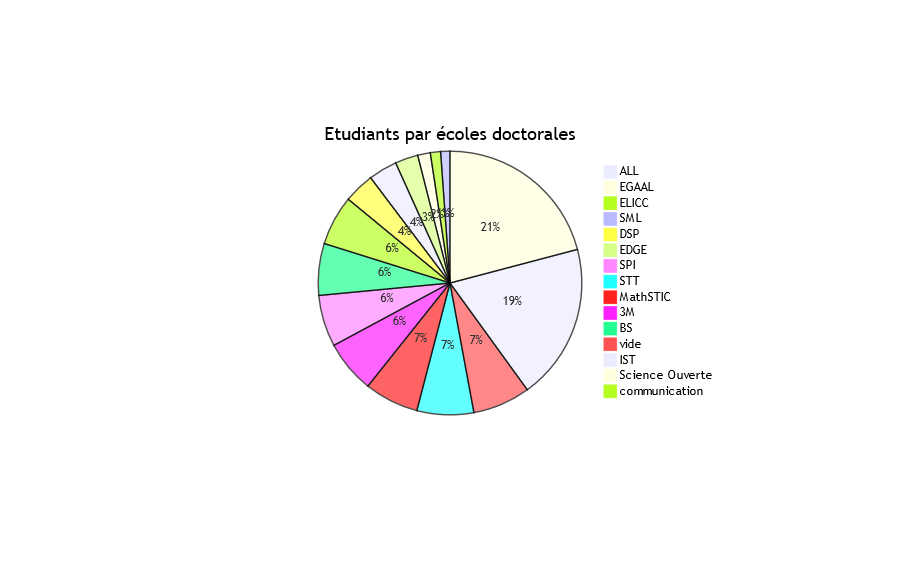 Etudiants par écoles doctorales
21%
19%
7%
7%
7%
6%
6%
6%
6%
4%
4%
3%
2%
ALL
EGAAL
ELICC
SML
DSP
EDGE
SPI
STT
MathSTIC
3M
BS
vide
IST
Science Ouverte
communication